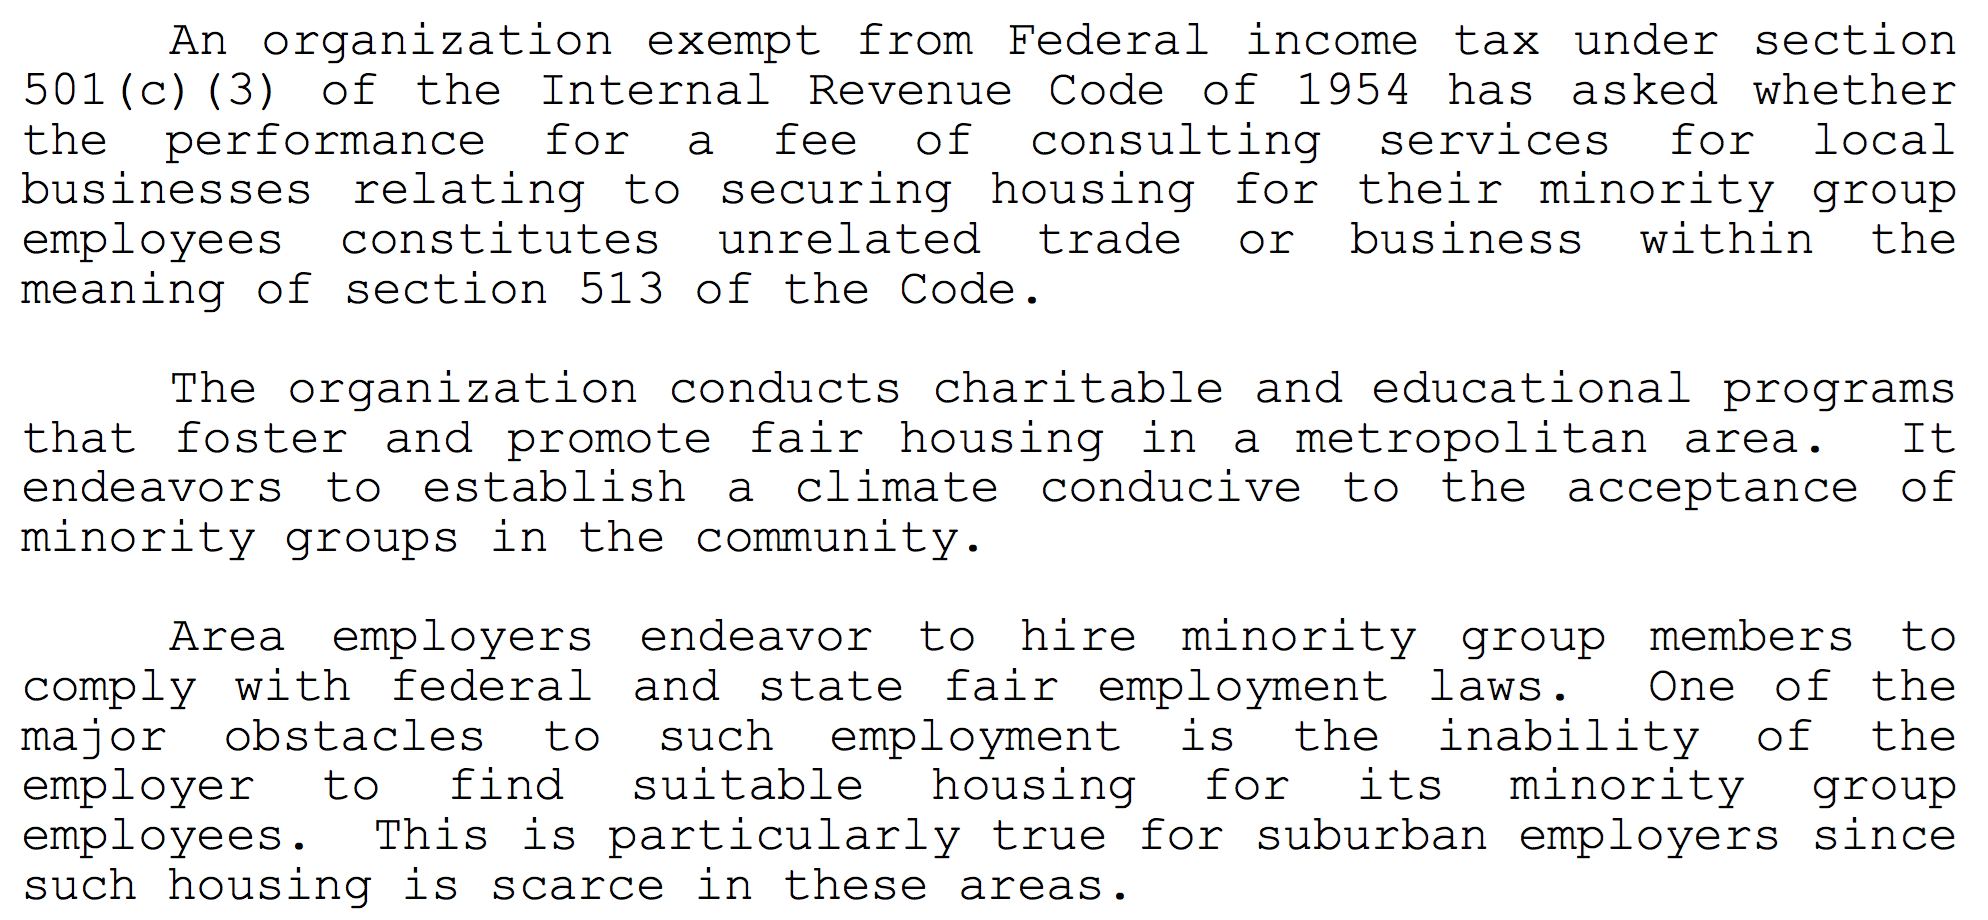 An organization exempt from Federal income tax under section
501(c)(3) of the Internal Revenue Code of 1954 has asked whether
the performance for a fee of consulting services for local
businesses relating to securing housing for their minority group
employees constitutes unrelated trade or business within the
meaning of section 513 of the Code.
The organization conducts charitable and educational programs
that foster and promote fair housing in a metropolitan area. It
endeavors to establish a climate conducive to the acceptance of
minority groups in the community.
Area employers endeavor to hire minority group members to
comply with federal and state fair employment laws. One of the
major obstacles to such employment is the inability of the
employer to find suitable housing for its minority group
employees. This is particularly true for suburban employers since
such housing is scarce in these areas.